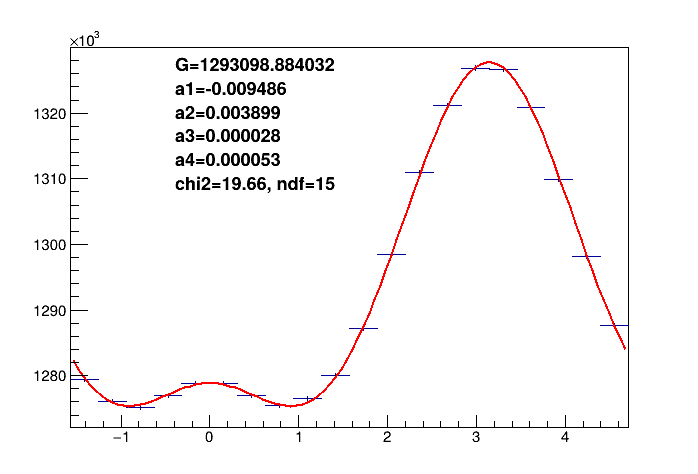 ×10³
G=1293098.884032
a1=-0.009486
a2=0.003899
a3=0.000028
a4=0.000053
chi2=19.66, ndf=15
1320
1310
1300
1290
1280
−1 0 1 2 3 4